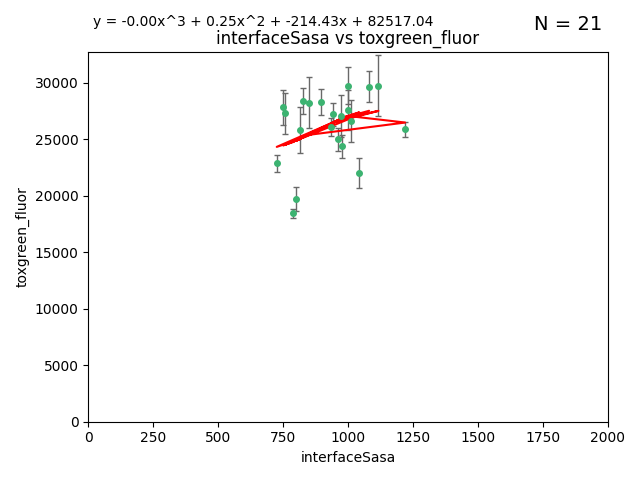 y = -0.00x^3 + 0.25x^2 + -214.43x + 82517.04
N = 21
interfaceSasa vs toxgreen_fluor
30000
25000
20000
15000
10000
5000
0
toxgreen_fluor
0 250 500 750 1000 1250 1500 1750 2000
interfaceSasa